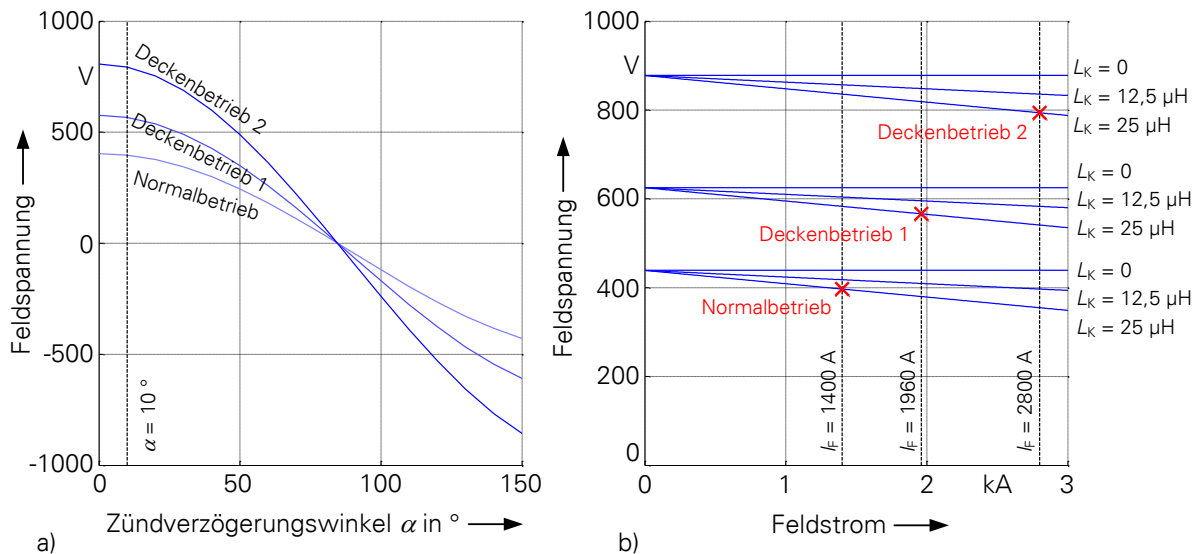 1000
V
500
0
-500
-1000
Feldspannung
Deckenbetrieb 2
Deckenbetrieb 1
Normalbetrieb
α = 10 °
0
50
100
150
Zündverzögerungswinkel α in °
a)
1000
V
800
600
400
200
0
Feldspannung
L_K = 0
L_K = 12,5 µH
L_K = 25 µH
Deckenbetrieb 2
L_K = 0
L_K = 12,5 µH
L_K = 25 µH
Deckenbetrieb 1
L_K = 0
L_K = 12,5 µH
L_K = 25 µH
Normalbetrieb
I_F = 1400 A
I_F = 1960 A
I_F = 2800 A
0
1
2
kA
3
Feldstrom
b)